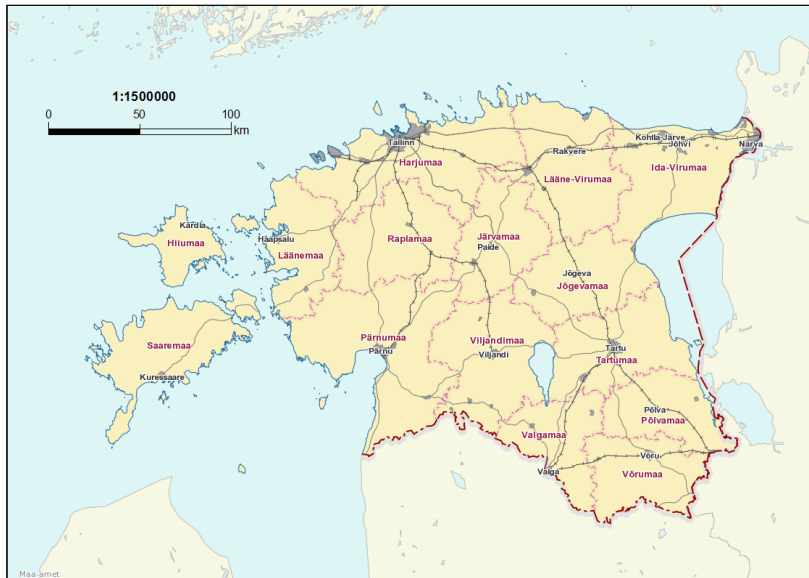 1:1500000
0 50 100
km
Tallinn
Harjumaa
Rakvere
Lääne-Virumaa
Kohtla-Järve
Jõhvi
Narva
Ida-Virumaa
Kärdla
Hiiumaa
Haapsalu
Läänemaa
Raplamaa
Järvamaa
Paide
Jõgeva
Jõgevamaa
Saaremaa
Kuressaare
Pärnumaa
Pärnu
Viljandimaa
Viljandi
Tartu
Tartumaa
Põlva
Põlvamaa
Valgamaa
Valga
Võru
Võrumaa
Maa-amet